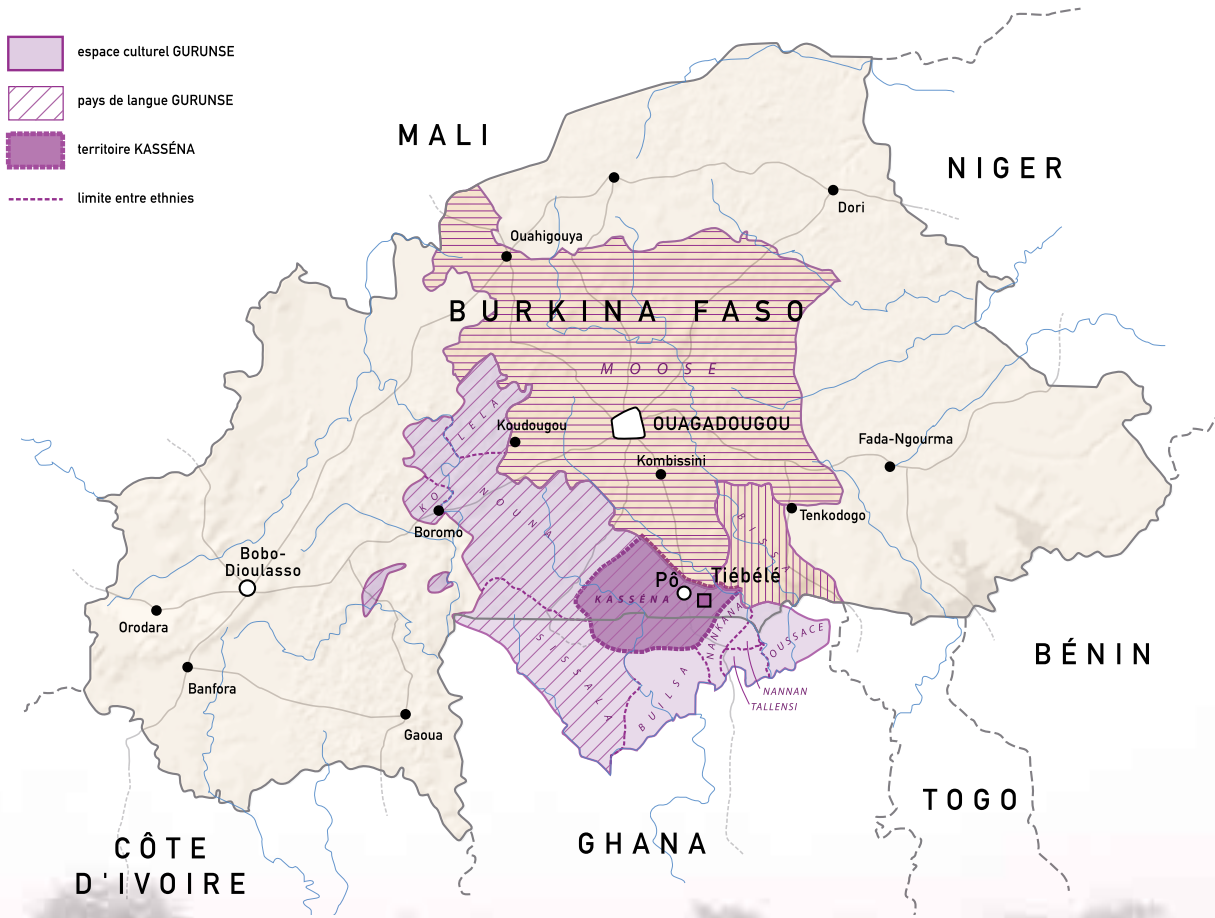 espace culturel GURUNSE
pays de langue GURUNSE
territoire KASSÉNA
limite entre ethnies
MALI
NIGER
Dori
Ouahigouya
BURKINA FASO
MOOSE
LELA
Koudougou
OUAGADOUGOU
Fada-Ngourma
Kombissini
KO
NOUNA
BISSA
Tenkodogo
Boromo
Bobo-
Dioulasso
Pô
Tiébélé
KASSÉNA
Orodara
NANKANA
SISSALA
BUILSA
OUSSACE
BÉNIN
Banfora
NANNAN
TALLENSI
Gaoua
TOGO
GHANA
CÔTE
D'IVOIRE